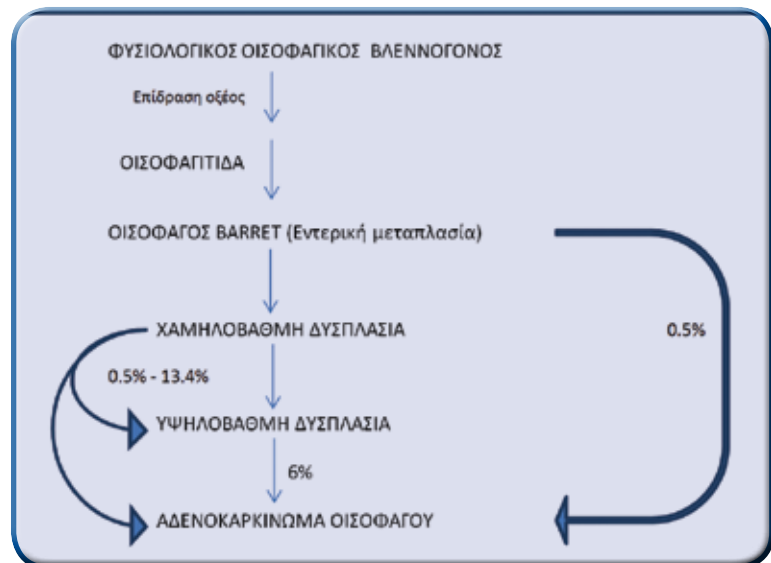 ΦΥΣΙΟΛΟΓΙΚΟΣ ΟΙΣΟΦΑΓΙΚΟΣ ΒΛΕΝΝΟΓΟΝΟΣ
Επίδραση οξέος
ΟΙΣΟΦΑΓΙΤΙΔΑ
ΟΙΣΟΦΑΓΟΣ BARRET (Εντερική μεταπλασία)
ΧΑΜΗΛΟΒΑΘΜΗ ΔΥΣΠΛΑΣΙΑ
0.5%
0.5% - 13.4%
ΥΨΗΛΟΒΑΘΜΗ ΔΥΣΠΛΑΣΙΑ
6%
ΑΔΕΝΟΚΑΡΚΙΝΩΜΑ ΟΙΣΟΦΑΓΟΥ